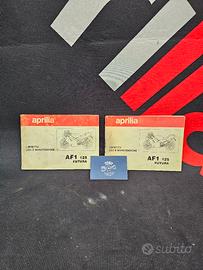 aprilia
LIBRETTO
USO E MANUTENZIONE
AF1 125
FUTURA
aprilia
LIBRETTO
USO E MANUTENZIONE
AF1 125
FUTURA
subito